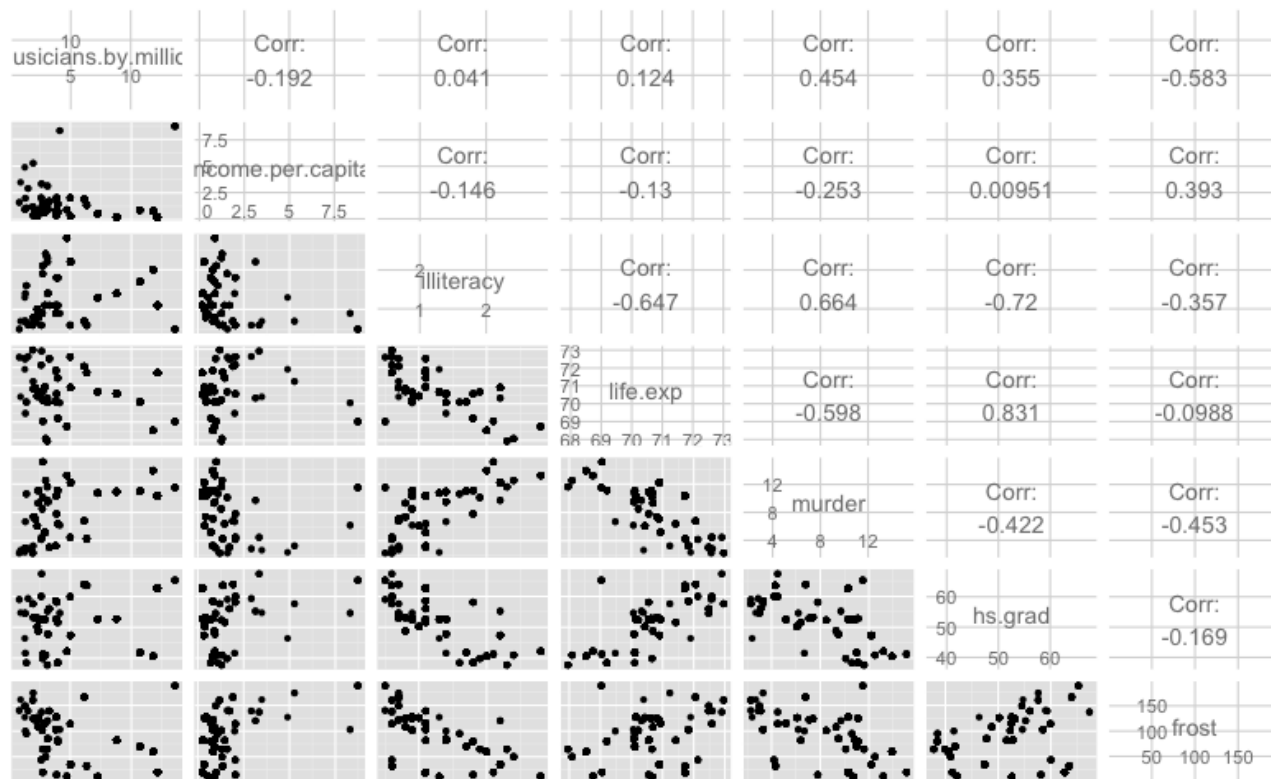 10
usicians.by.millic
5 10
Corr:
-0.192
Corr:
0.041
Corr:
0.124
Corr:
0.454
Corr:
0.355
Corr:
-0.583
7.5
5
ncome.per.capita
2.5
0 2.5 5 7.5
Corr:
-0.146
Corr:
-0.13
Corr:
-0.253
Corr:
0.00951
Corr:
0.393
2
illiteracy
1 2
Corr:
-0.647
Corr:
0.664
Corr:
-0.72
Corr:
-0.357
73
72
71
life.exp
70
69
68 69 70 71 72 73
Corr:
-0.598
Corr:
0.831
Corr:
-0.0988
12
murder
8
4
4 8 12
Corr:
-0.422
Corr:
-0.453
60
hs.grad
50
40 50 60
Corr:
-0.169
150
100 frost
50
100 150